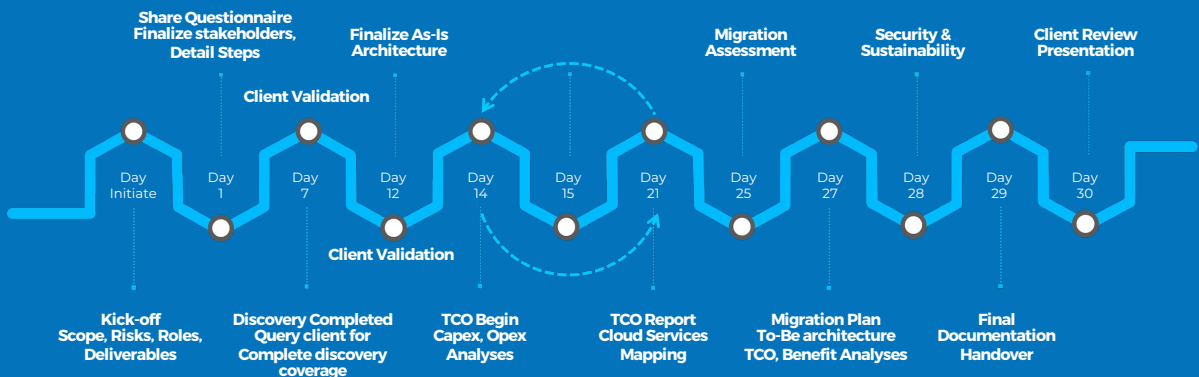 Share Questionnaire
Finalize stakeholders,
Detail Steps
Finalize As-Is
Architecture
Migration
Assessment
Security &
Sustainability
Client Review
Presentation
Client Validation
Day
Initiate
Day
1
Day
7
Day
12
Day
14
Day
15
Day
21
Day
25
Day
27
Day
28
Day
29
Day
30
Client Validation
Kick-off
Scope, Risks, Roles,
Deliverables
Discovery Completed
Query client for
Complete discovery
coverage
TCO Begin
Capex, Opex
Analyses
TCO Report
Cloud Services
Mapping
Migration Plan
To-Be architecture
TCO, Benefit Analyses
Final
Documentation
Handover